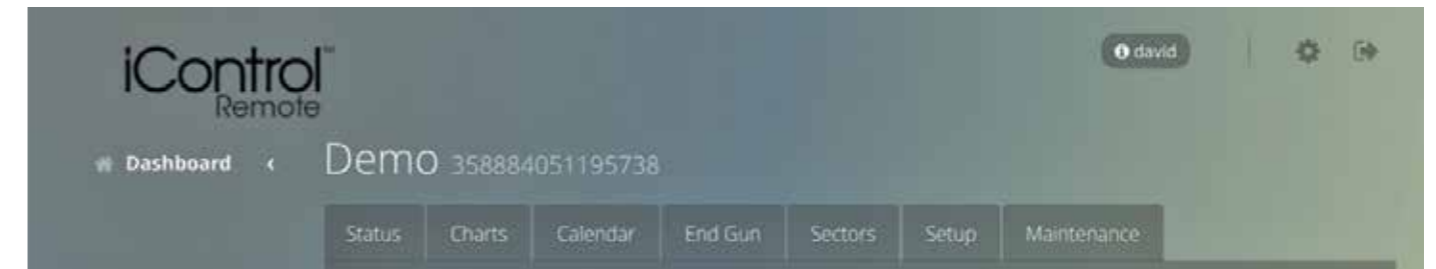 iControl™
Remote
david
Dashboard
Demo 358884051195738
Status Charts Calendar End Gun Sectors Setup Maintenance